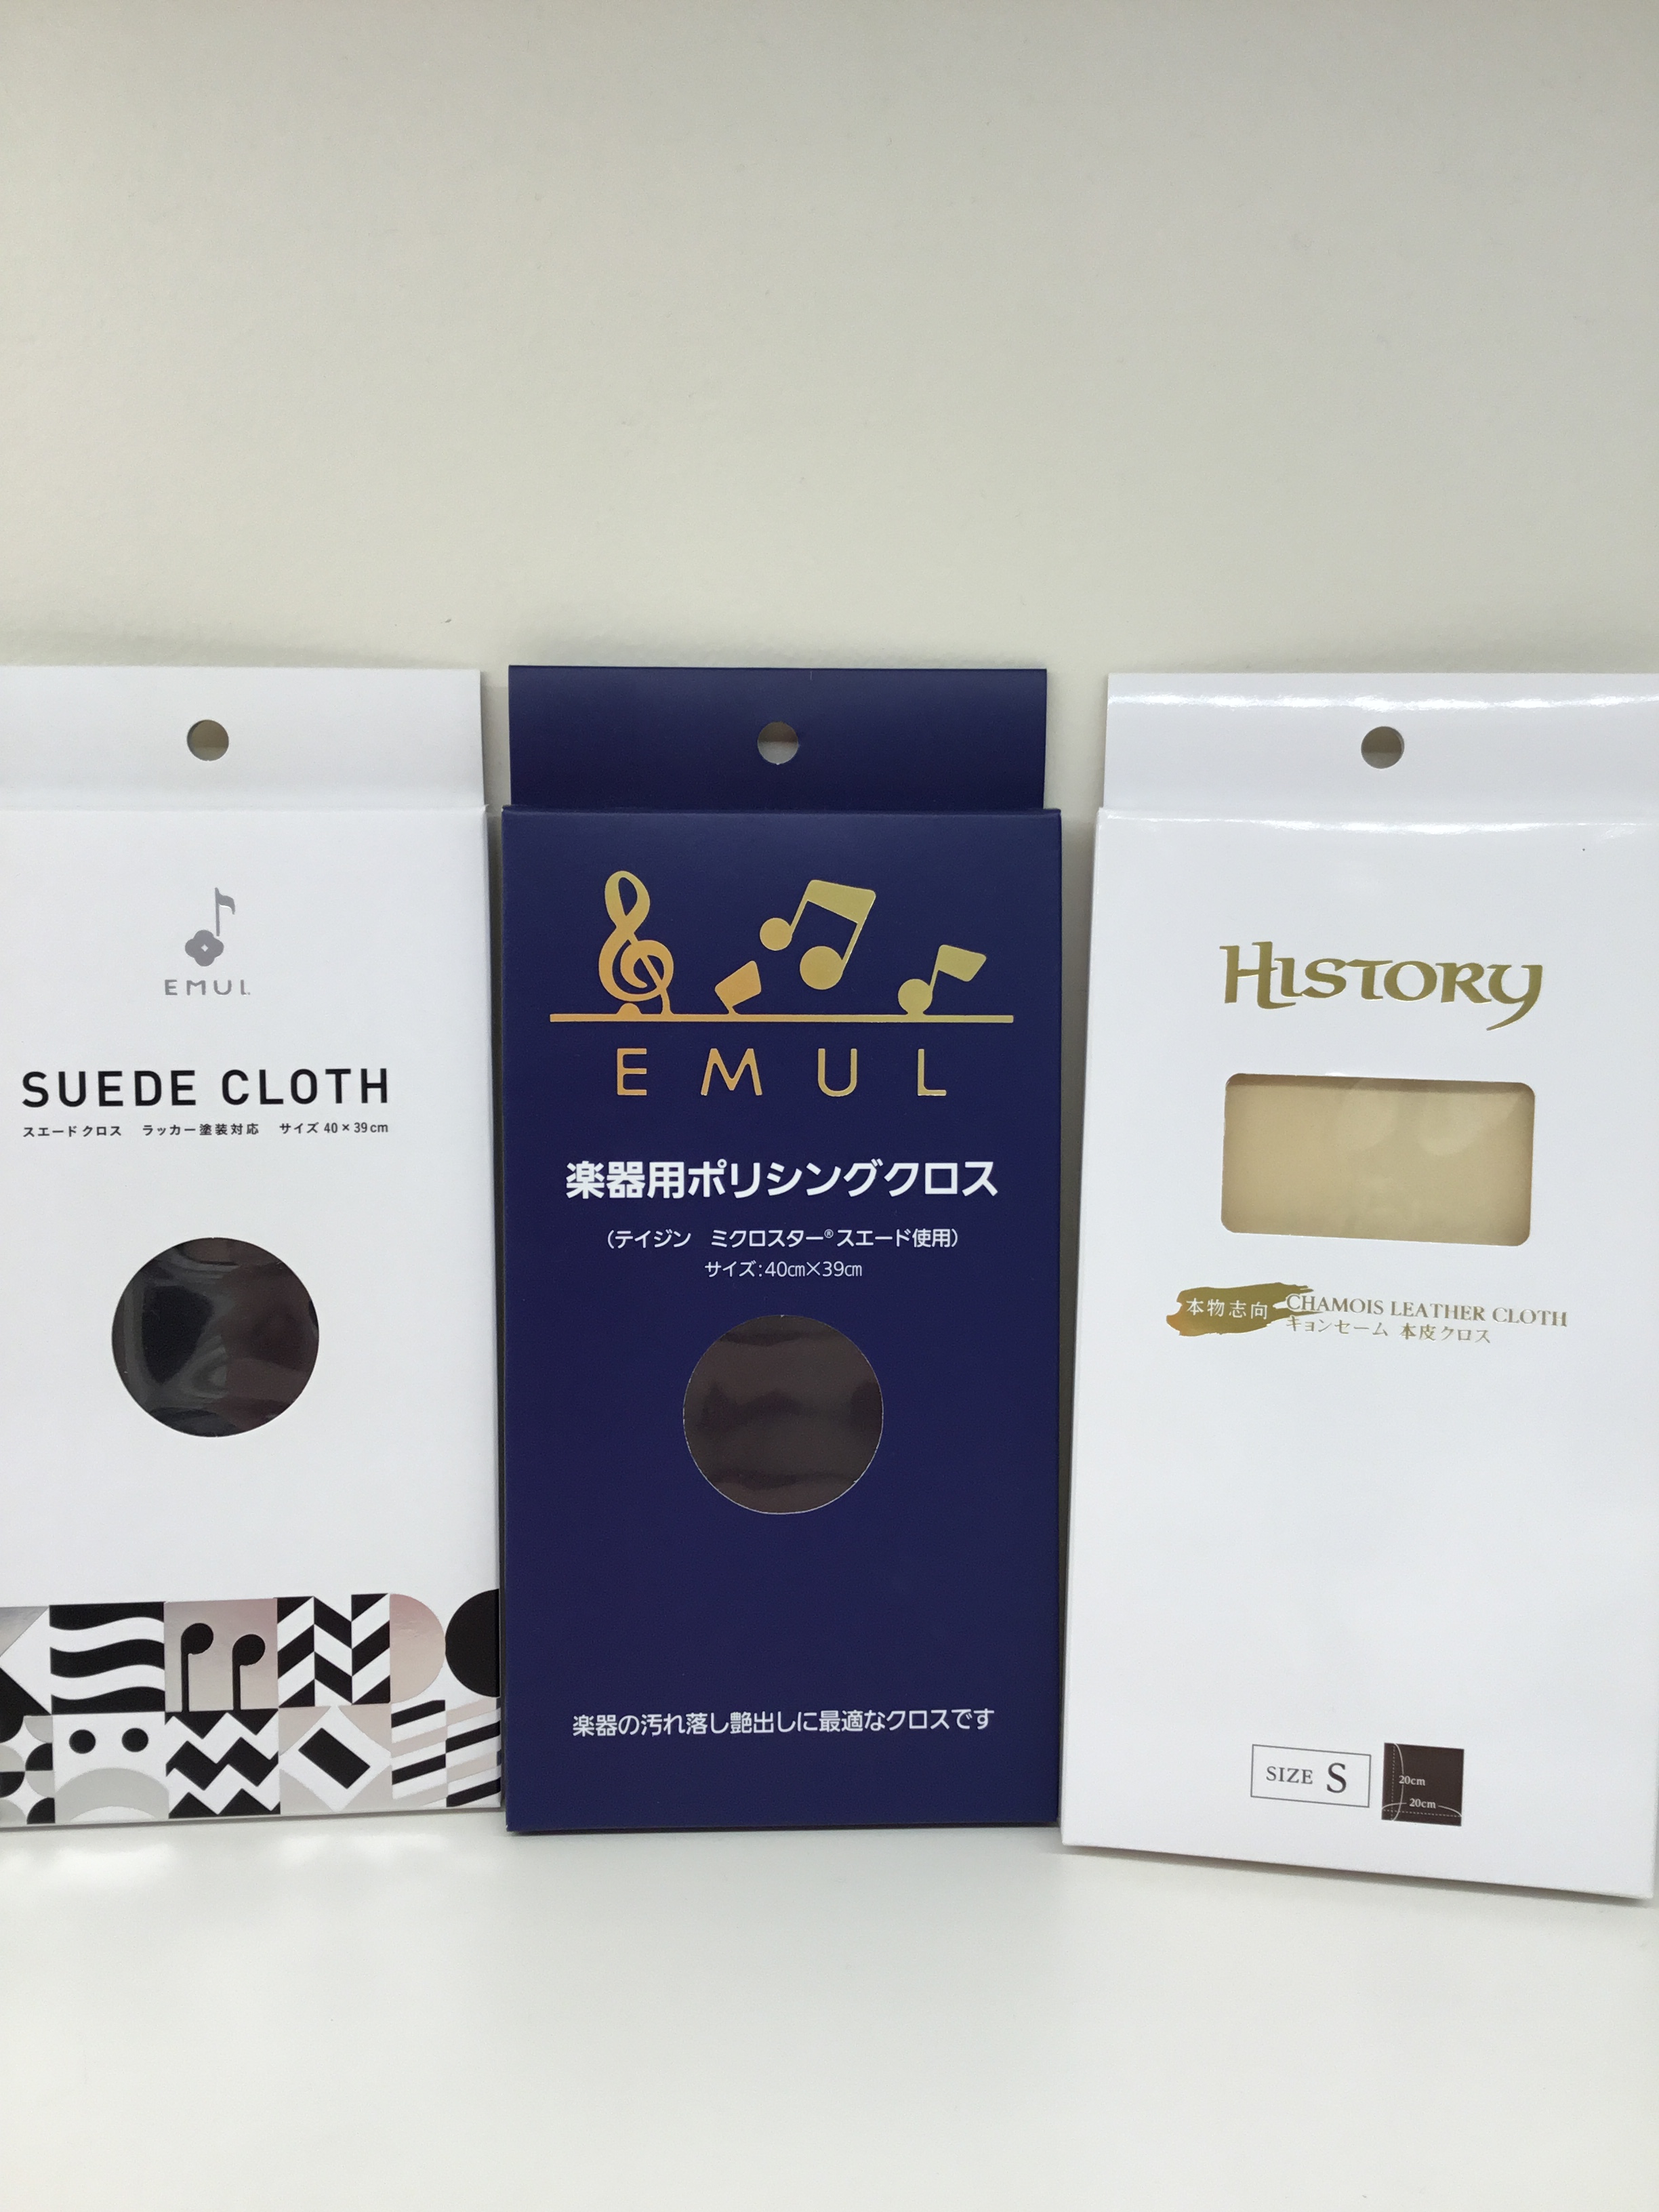 EMUL
SUEDE CLOTH
スエードクロス ラッカー塗装対応 サイズ 40×39cm
EMUL
楽器用ポリシングクロス
(テイジン ミクロスター®スエード使用)
サイズ:40㎝×39㎝
楽器の汚れ落し艶出しに最適なクロスです
HISTORY
本物志向 CHAMOIS LEATHER CLOTH
キョンセーム 本皮クロス
SIZE S
20cm
20cm